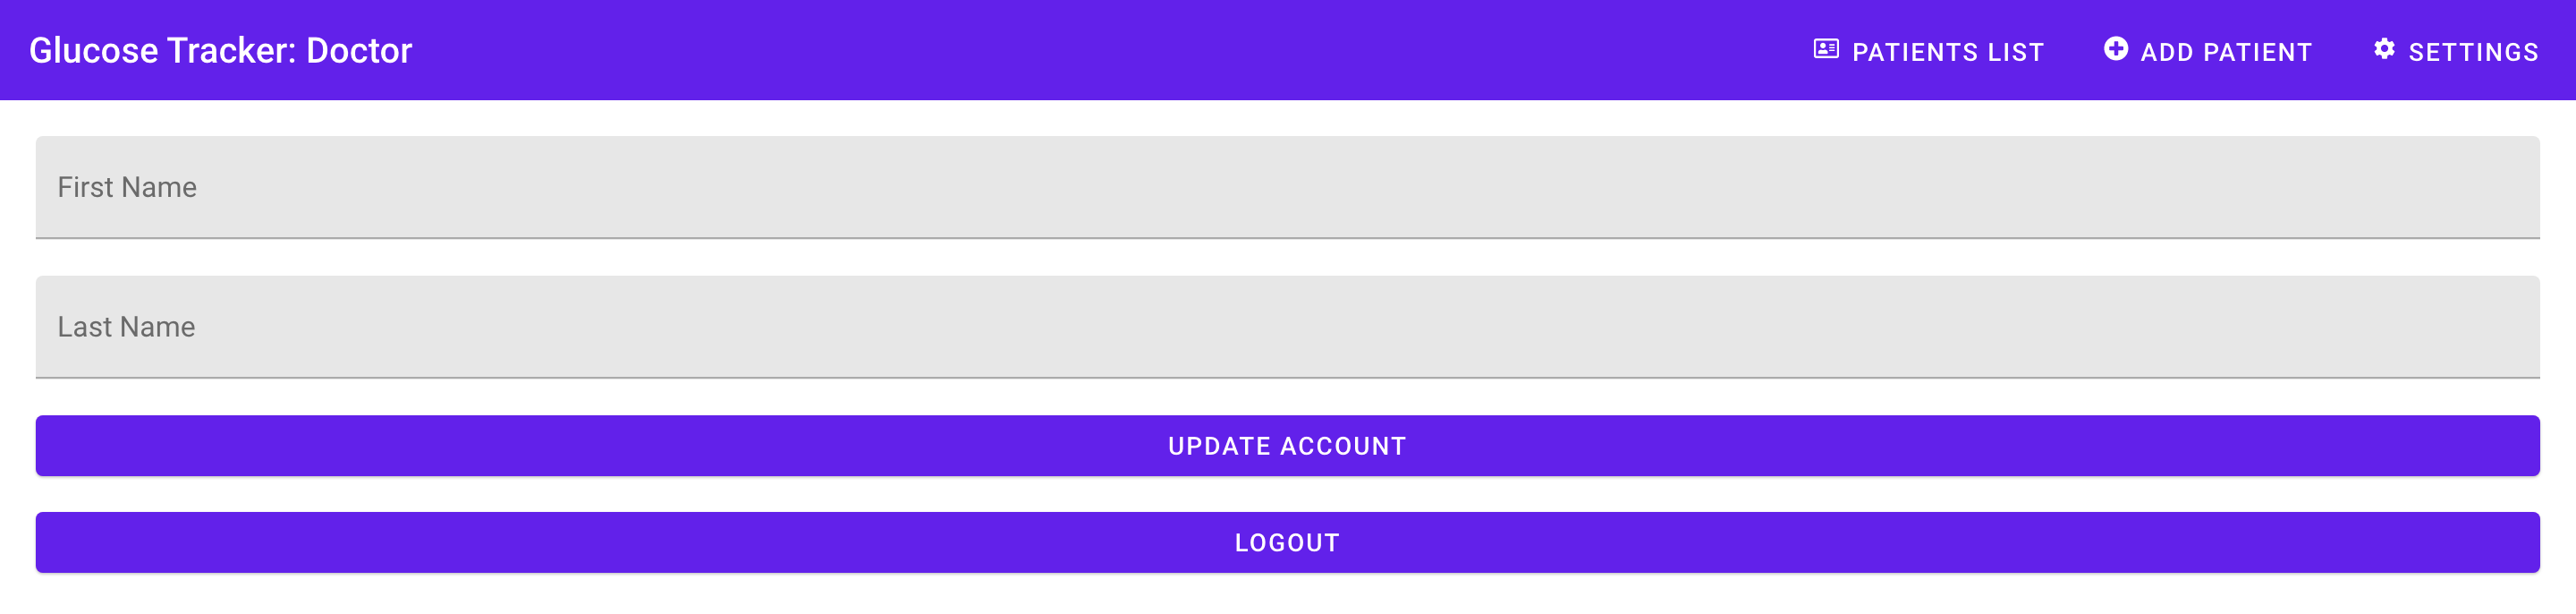 Glucose Tracker: Doctor PATIENTS LIST ADD PATIENT SETTINGS
First Name
Last Name
UPDATE ACCOUNT
LOGOUT